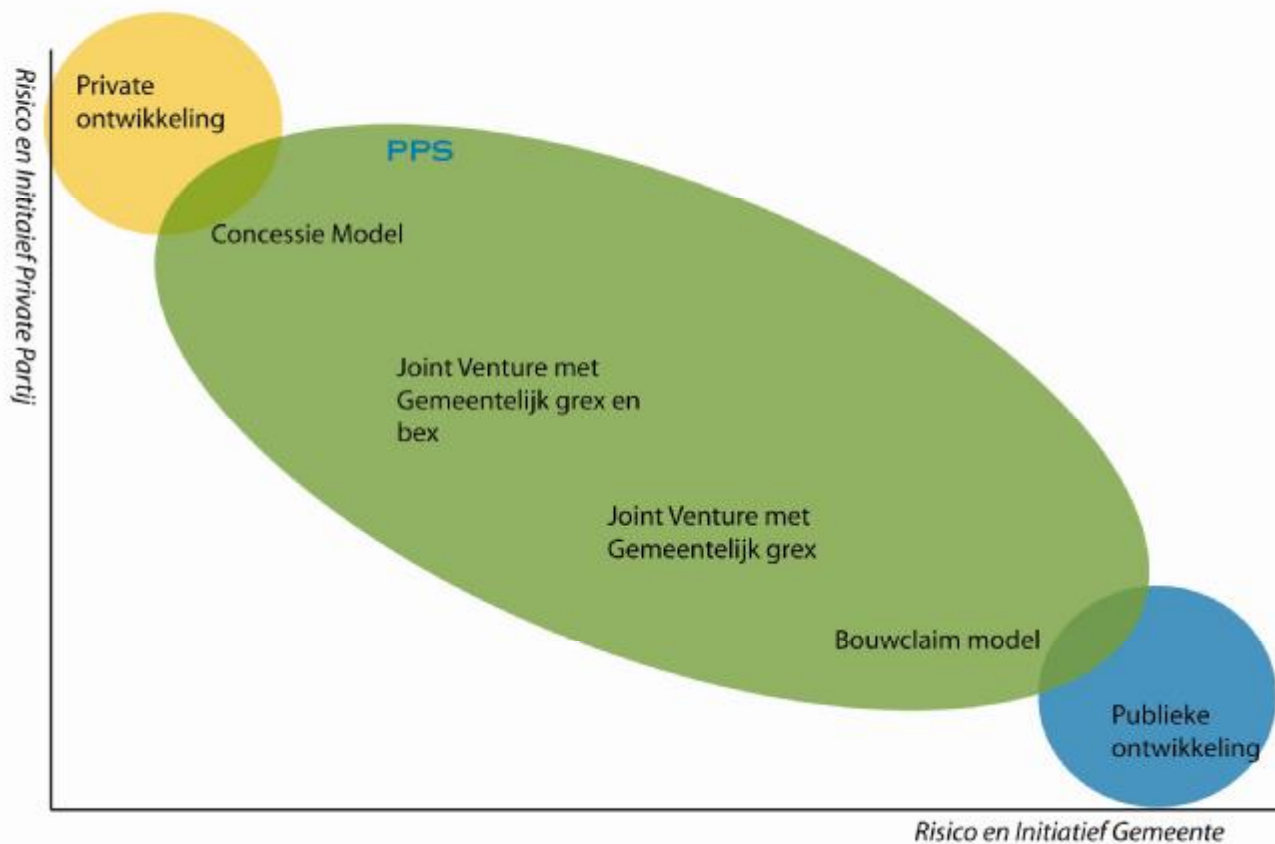 Risico en Inititaief Private Partij
Private
ontwikkeling
PPS
Concessie Model
Joint Venture met
Gemeentelijk grex en
bex
Joint Venture met
Gemeentelijk grex
Bouwclaim model
Publieke
ontwikkeling
Risico en Initiatief Gemeente